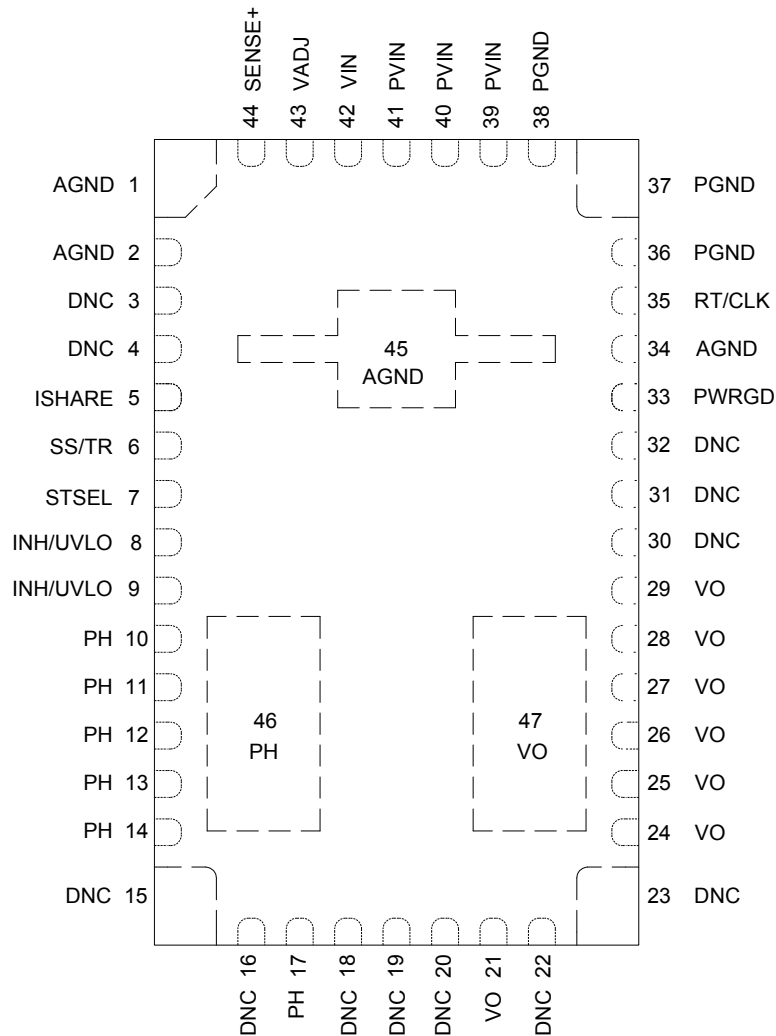 44 SENSE+
43 VADJ
42 VIN
41 PVIN
40 PVIN
39 PVIN
38 PGND
AGND 1
37 PGND
AGND 2
36 PGND
DNC 3
35 RT/CLK
DNC 4
34 AGND
45
AGND
ISHARE 5
33 PWRGD
SS/TR 6
32 DNC
STSEL 7
31 DNC
INH/UVLO 8
30 DNC
INH/UVLO 9
29 VO
PH 10
28 VO
PH 11
27 VO
46
PH
47
VO
PH 12
26 VO
PH 13
25 VO
PH 14
24 VO
DNC 15
23 DNC
DNC 16
PH 17
DNC 18
DNC 19
DNC 20
VO 21
DNC 22